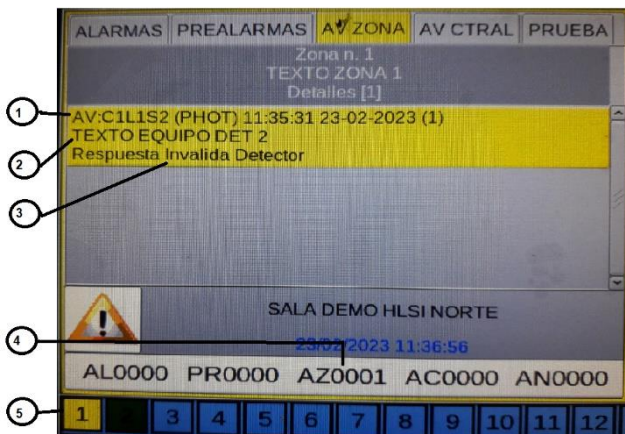 ALARMAS PREALARMAS AV ZONA AV CTRAL PRUEBA
Zona n. 1
TEXTO ZONA 1
Detalles [1]
1
AV:C1L1S2 (PHOT) 11:35:31 23-02-2023 (1)
2
TEXTO EQUIPO DET 2
Respuesta Invalida Detector
3
SALA DEMO HLSI NORTE
4
23/02/2023 11:36:56
AL0000 PR0000 AZ0001 AC0000 AN0000
5
1 3 4 5 6 7 8 9 10 11 12